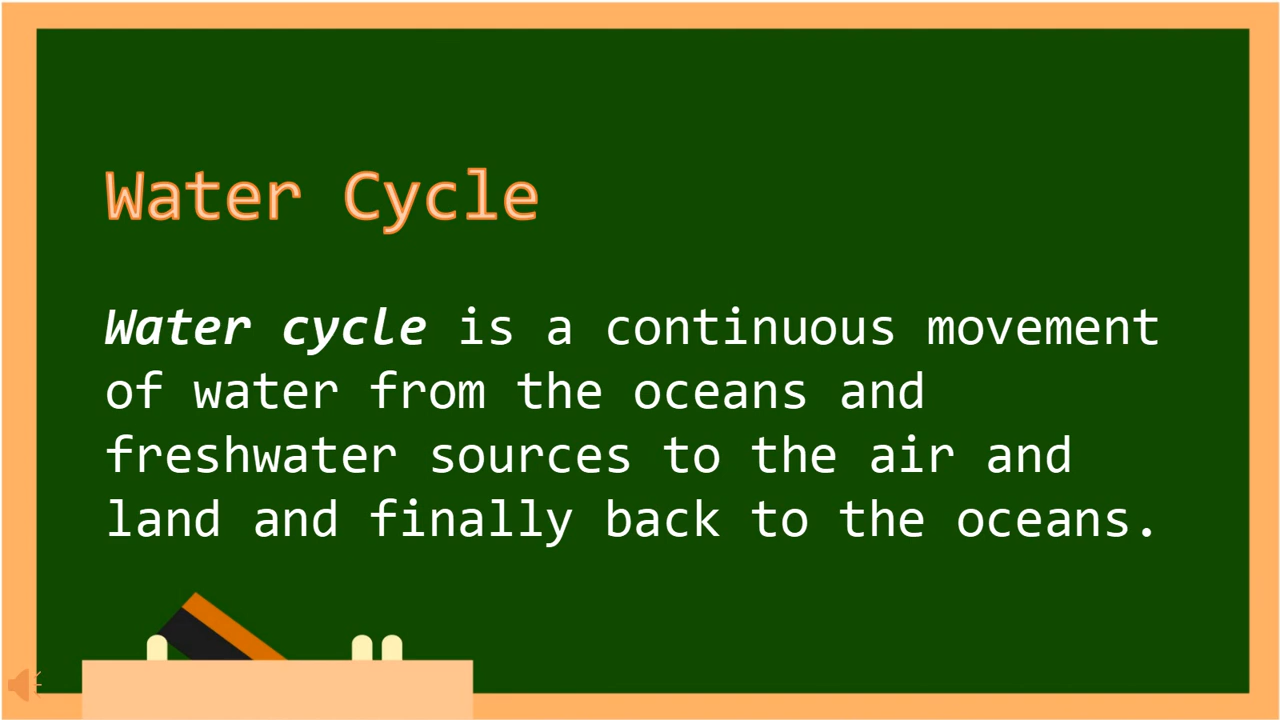 Water Cycle
Water cycle is a continuous movement
of water from the oceans and
freshwater sources to the air and
land and finally back to the oceans.